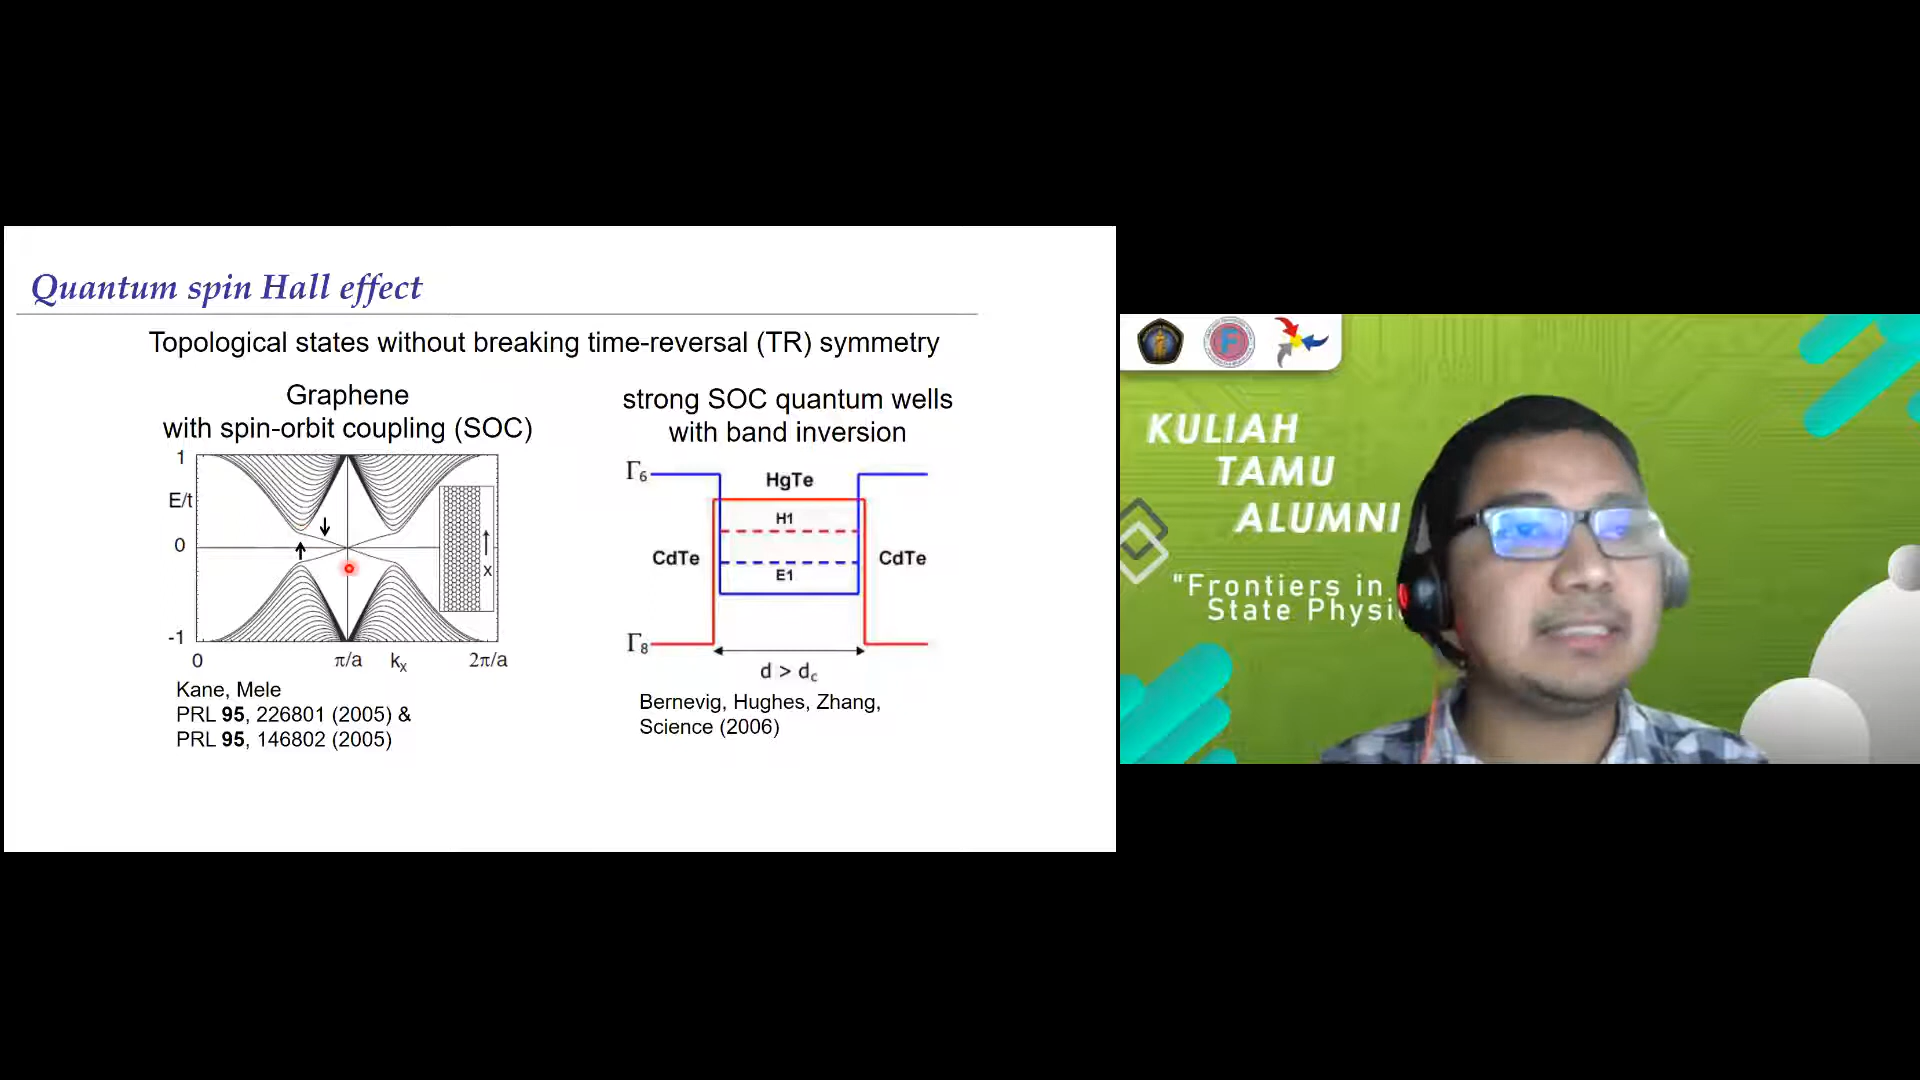 Quantum spin Hall effect
Topological states without breaking time-reversal (TR) symmetry
Graphene
with spin-orbit coupling (SOC)
1
E/t
0
-1
0
π/a
kₓ
2π/a
x
Kane, Mele
PRL 95, 226801 (2005) &
PRL 95, 146802 (2005)
strong SOC quantum wells
with band inversion
Γ₆
HgTe
H1
CdTe
CdTe
E1
Γ₈
d > d꜀
Bernevig, Hughes, Zhang,
Science (2006)
KULIAH
TAMU
ALUMNI
"Frontiers in
State
F